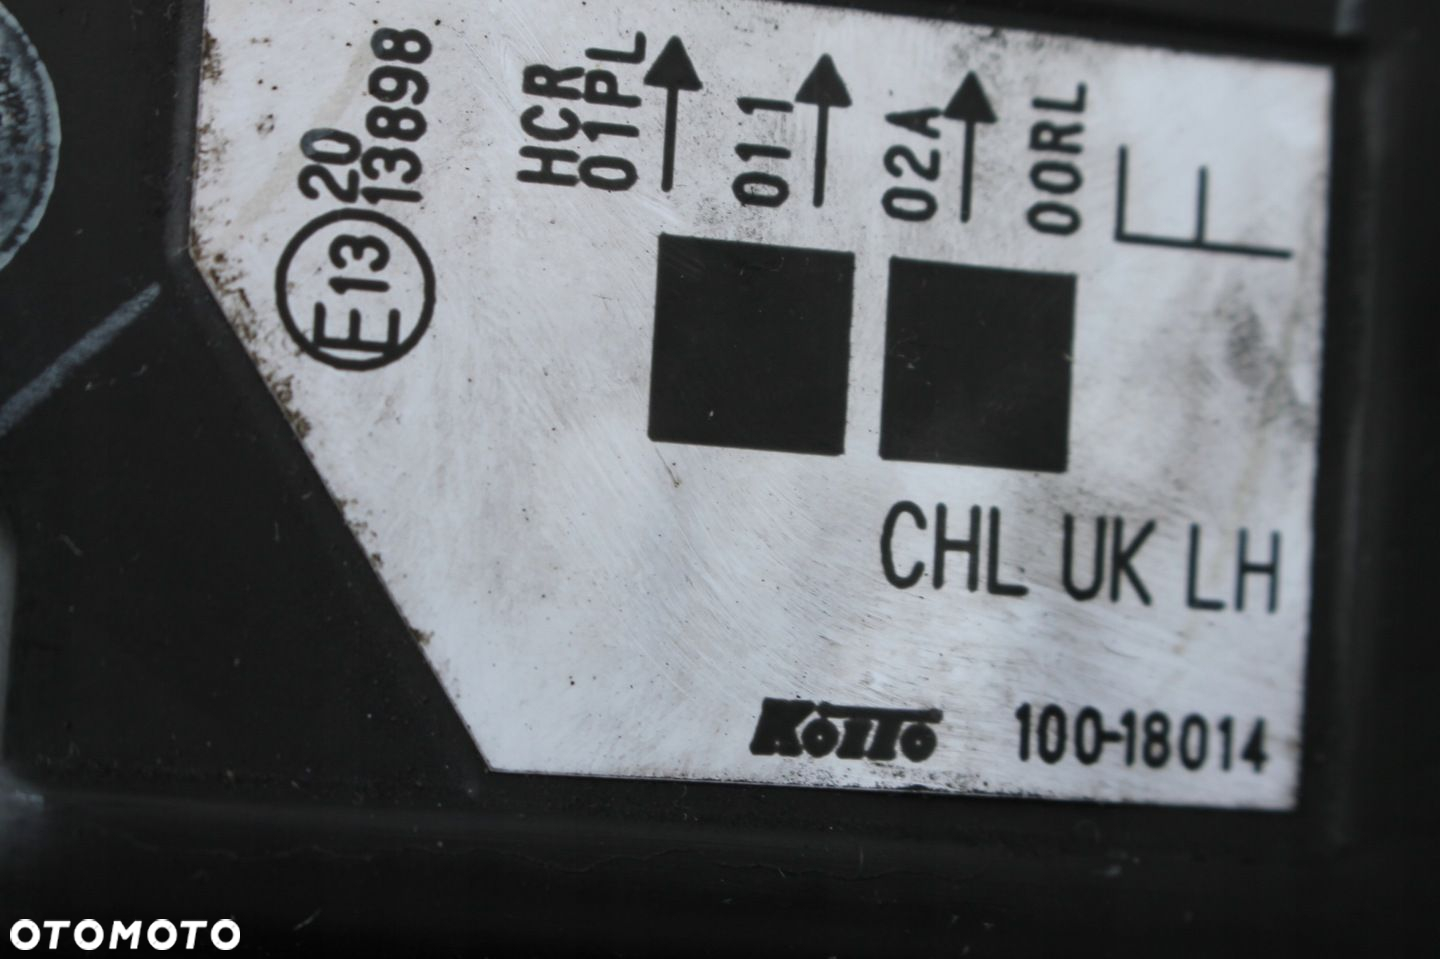 20
13898
E13
HCR
01PL
011
02A
00RL
F
CHL UK LH
KOITO 100-18014
OTOMOTO